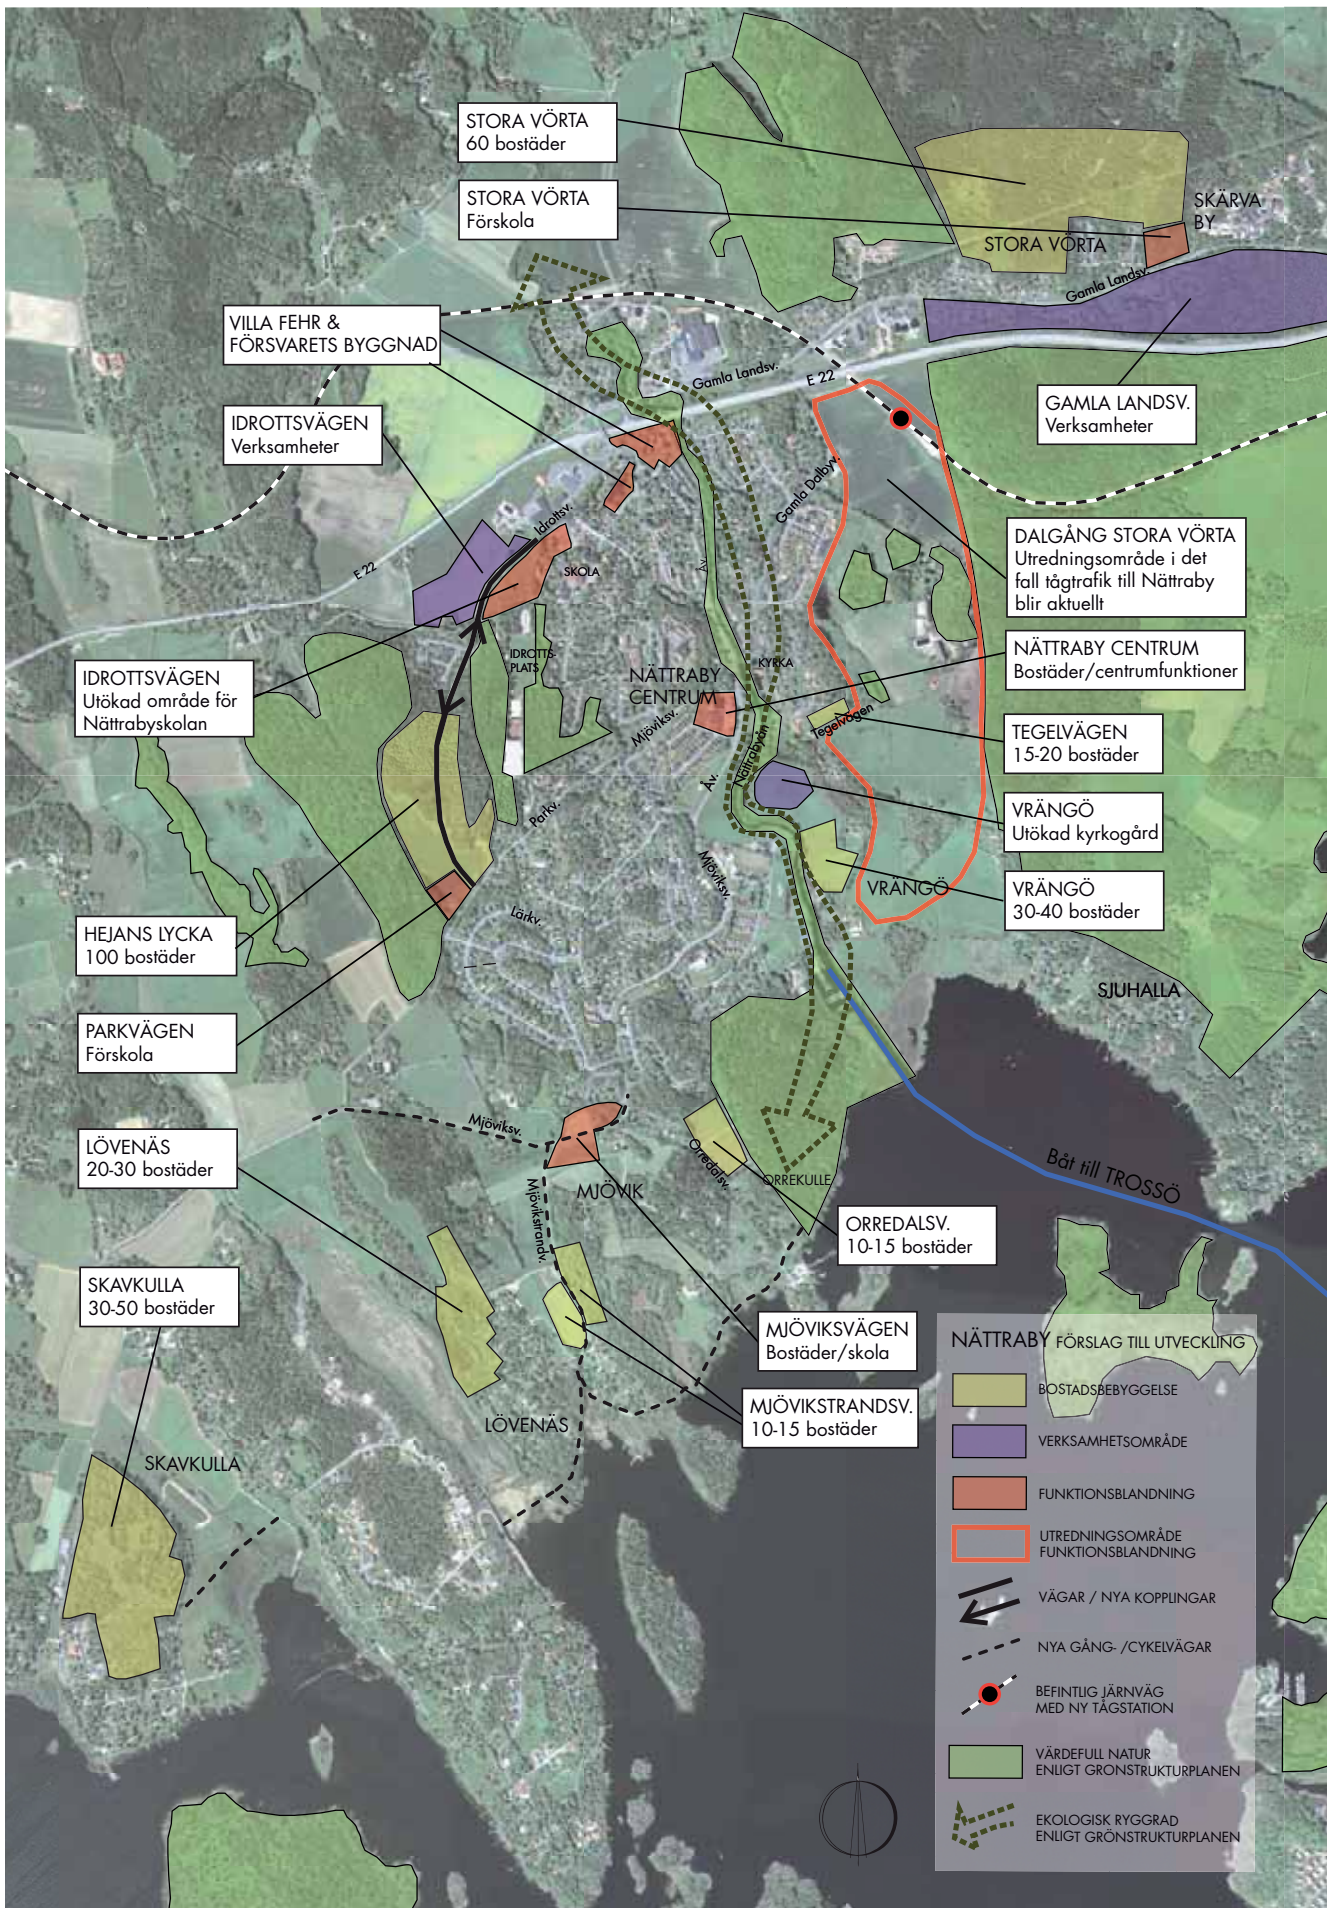 STORA VÖRTA
60 bostäder
STORA VÖRTA
Förskola
SKÄRVA
BY
STORA VÖRTA
Gamla Landsv.
VILLA FEHR &
FÖRSVARETS BYGGNAD
Gamla Landsv.
E 22
GAMLA LANDSV.
Verksamheter
IDROTTSVÄGEN
Verksamheter
Gamla Dalbyv.
Idrottsv.
DALGÅNG STORA VÖRTA
Utredningsområde i det
fall tågtrafik till Nättraby
blir aktuellt
E 22
SKOLA
Åv.
IDROTTS-
PLATS
KYRKA
NÄTTRABY CENTRUM
Bostäder/centrumfunktioner
IDROTTSVÄGEN
Utökad område för
Nättrabyskolan
NÄTTRABY
CENTRUM
Mjöviksv.
Tegelvägen
TEGELVÄGEN
15-20 bostäder
Nättrabyån
Åv.
Parkv.
VRÄNGÖ
Utökad kyrkogård
Mjöviksv.
VRÄNGÖ
VRÄNGÖ
30-40 bostäder
Lärkv.
HEJANS LYCKA
100 bostäder
SJUHALLA
PARKVÄGEN
Förskola
Mjöviksv.
LÖVENÄS
20-30 bostäder
Orredalsv.
Båt till TROSSÖ
MJÖVIK
ORREKULLE
Mjövikstrandv.
ORREDALSV.
10-15 bostäder
SKAVKULLA
30-50 bostäder
MJÖVIKSVÄGEN
Bostäder/skola
MJÖVIKSTRANDSV.
10-15 bostäder
LÖVENÄS
SKAVKULLA
NÄTTRABY FÖRSLAG TILL UTVECKLING
BOSTADSBEBYGGELSE
VERKSAMHETSOMRÅDE
FUNKTIONSBLANDNING
UTREDNINGSOMRÅDE
FUNKTIONSBLANDNING
VÄGAR / NYA KOPPLINGAR
NYA GÅNG- /CYKELVÄGAR
BEFINTLIG JÄRNVÄG
MED NY TÅGSTATION
VÄRDEFULL NATUR
ENLIGT GRONSTRUKTURPLANEN
EKOLOGISK RYGGRAD
ENLIGT GRÖNSTRUKTURPLANEN